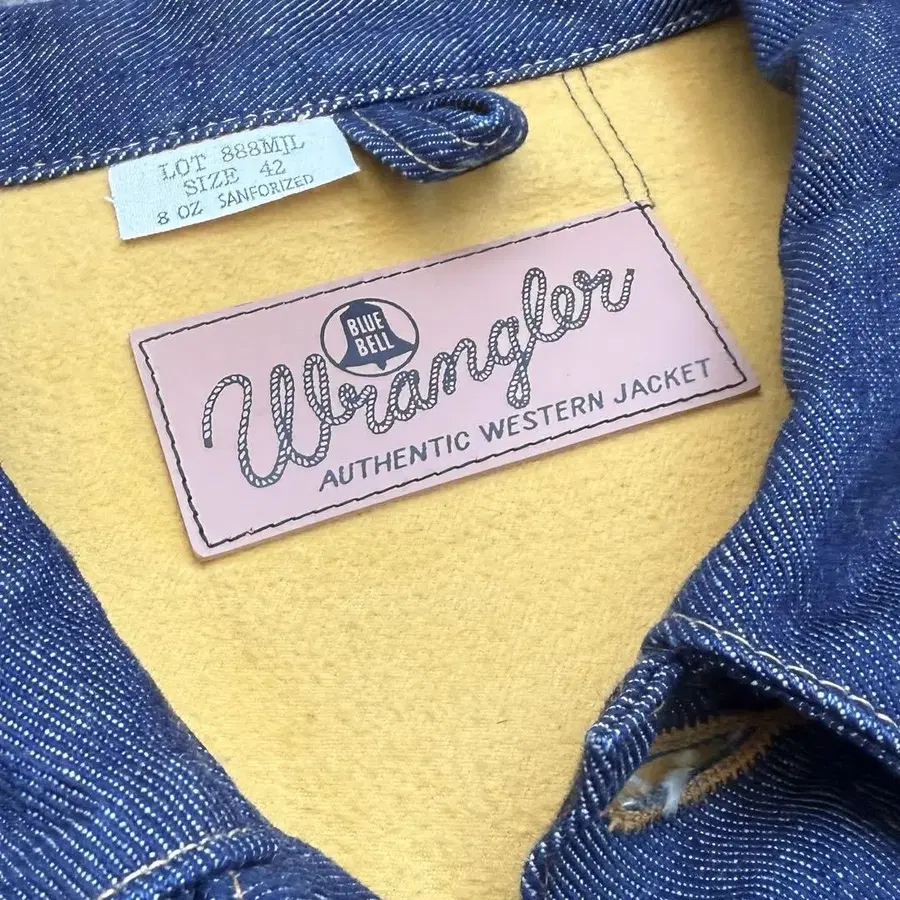 LOT 888MJL
SIZE 42
8 OZ SANFORIZED
BLUE
BELL
Wrangler
AUTHENTIC WESTERN JACKET